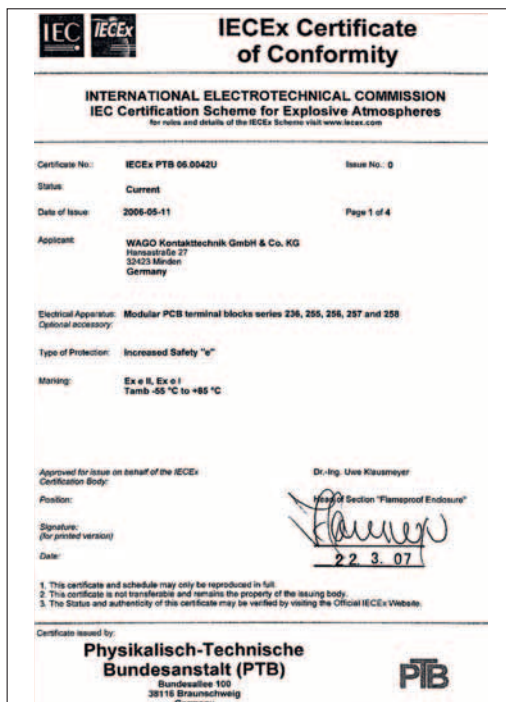 IEC IECEx
IECEx Certificate
of Conformity
INTERNATIONAL ELECTROTECHNICAL COMMISSION
IEC Certification Scheme for Explosive Atmospheres
for rules and details of the IECEx Scheme visit www.iecex.com
Certificate No.: IECEx PTB 06.0042U Issue No.: 0
Status: Current
Date of Issue: 2006-05-11 Page 1 of 4
Applicant: WAGO Kontakttechnik GmbH & Co. KG
Hansastraße 27
32423 Minden
Germany
Electrical Apparatus: Modular PCB terminal blocks series 236, 255, 256, 257 and 258
Optional accessory:
Type of Protection: Increased Safety "e"
Marking: Ex e II, Ex e I
Tamb -55 °C to +85 °C
Approved for issue on behalf of the IECEx Dr.-Ing. Uwe Klausmeyer
Certification Body:
Position: Head of Section "Flameproof Enclosure"
Signature:
(for printed version)
Date: 22. 3. 07
1. This certificate and schedule may only be reproduced in full.
2. This certificate is not transferable and remains the property of the issuing body.
3. The Status and authenticity of this certificate may be verified by visiting the Official IECEx Website.
Certificate issued by:
Physikalisch-Technische
Bundesanstalt (PTB)
Bundesallee 100
38116 Braunschweig
PTB